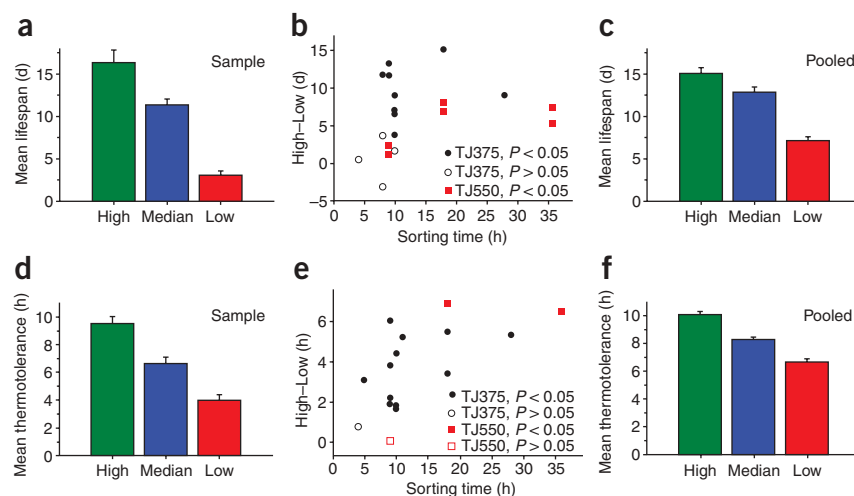 a
Mean lifespan (d)
15
10
5
0
Sample
High Median Low
b
High–Low (d)
15
10
5
0
–5
TJ375, P < 0.05
TJ375, P > 0.05
TJ550, P < 0.05
0 5 10 15 20 25 30 35
Sorting time (h)
c
Mean lifespan (d)
15
10
5
0
Pooled
High Median Low
d
Mean thermotolerance (h)
10
8
6
4
2
0
Sample
High Median Low
e
High–Low (h)
6
4
2
0
TJ375, P < 0.05
TJ375, P > 0.05
TJ550, P < 0.05
TJ550, P > 0.05
5 10 15 20 25 30 35
Sorting time (h)
f
Mean thermotolerance (h)
10
8
6
4
2
0
Pooled
High Median Low